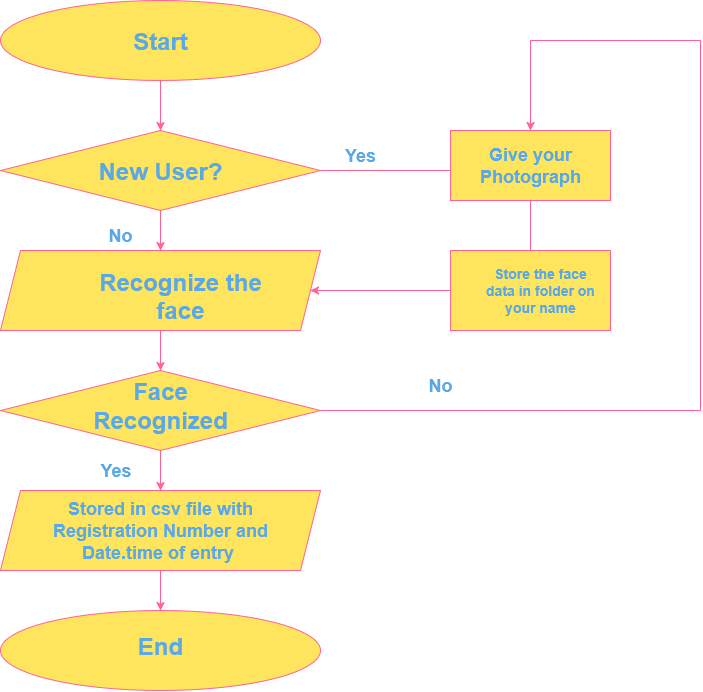 Start
New User?
Yes
Give your
Photograph
No
Recognize the
face
Store the face
data in folder on
your name
Face
Recognized
No
Yes
Stored in csv file with
Registration Number and
Date.time of entry
End